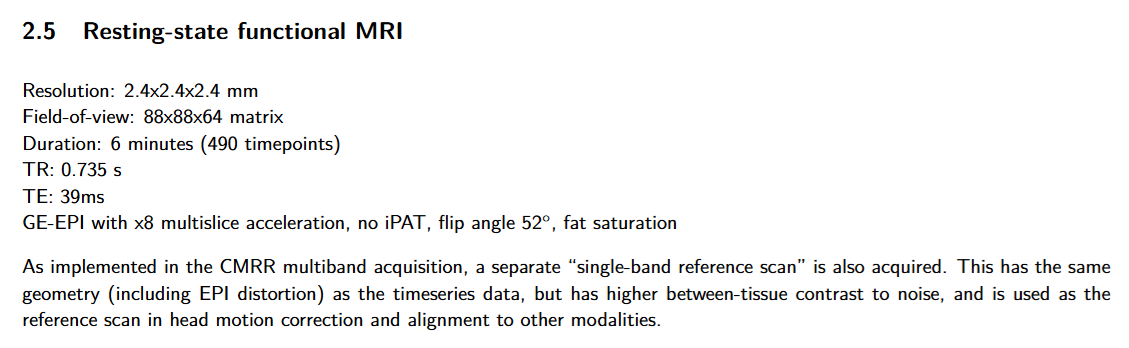 2.5 Resting-state functional MRI
Resolution: 2.4x2.4x2.4 mm
Field-of-view: 88x88x64 matrix
Duration: 6 minutes (490 timepoints)
TR: 0.735 s
TE: 39ms
GE-EPI with x8 multislice acceleration, no iPAT, flip angle 52º, fat saturation
As implemented in the CMRR multiband acquisition, a separate “single-band reference scan” is also acquired. This has the same
geometry (including EPI distortion) as the timeseries data, but has higher between-tissue contrast to noise, and is used as the
reference scan in head motion correction and alignment to other modalities.